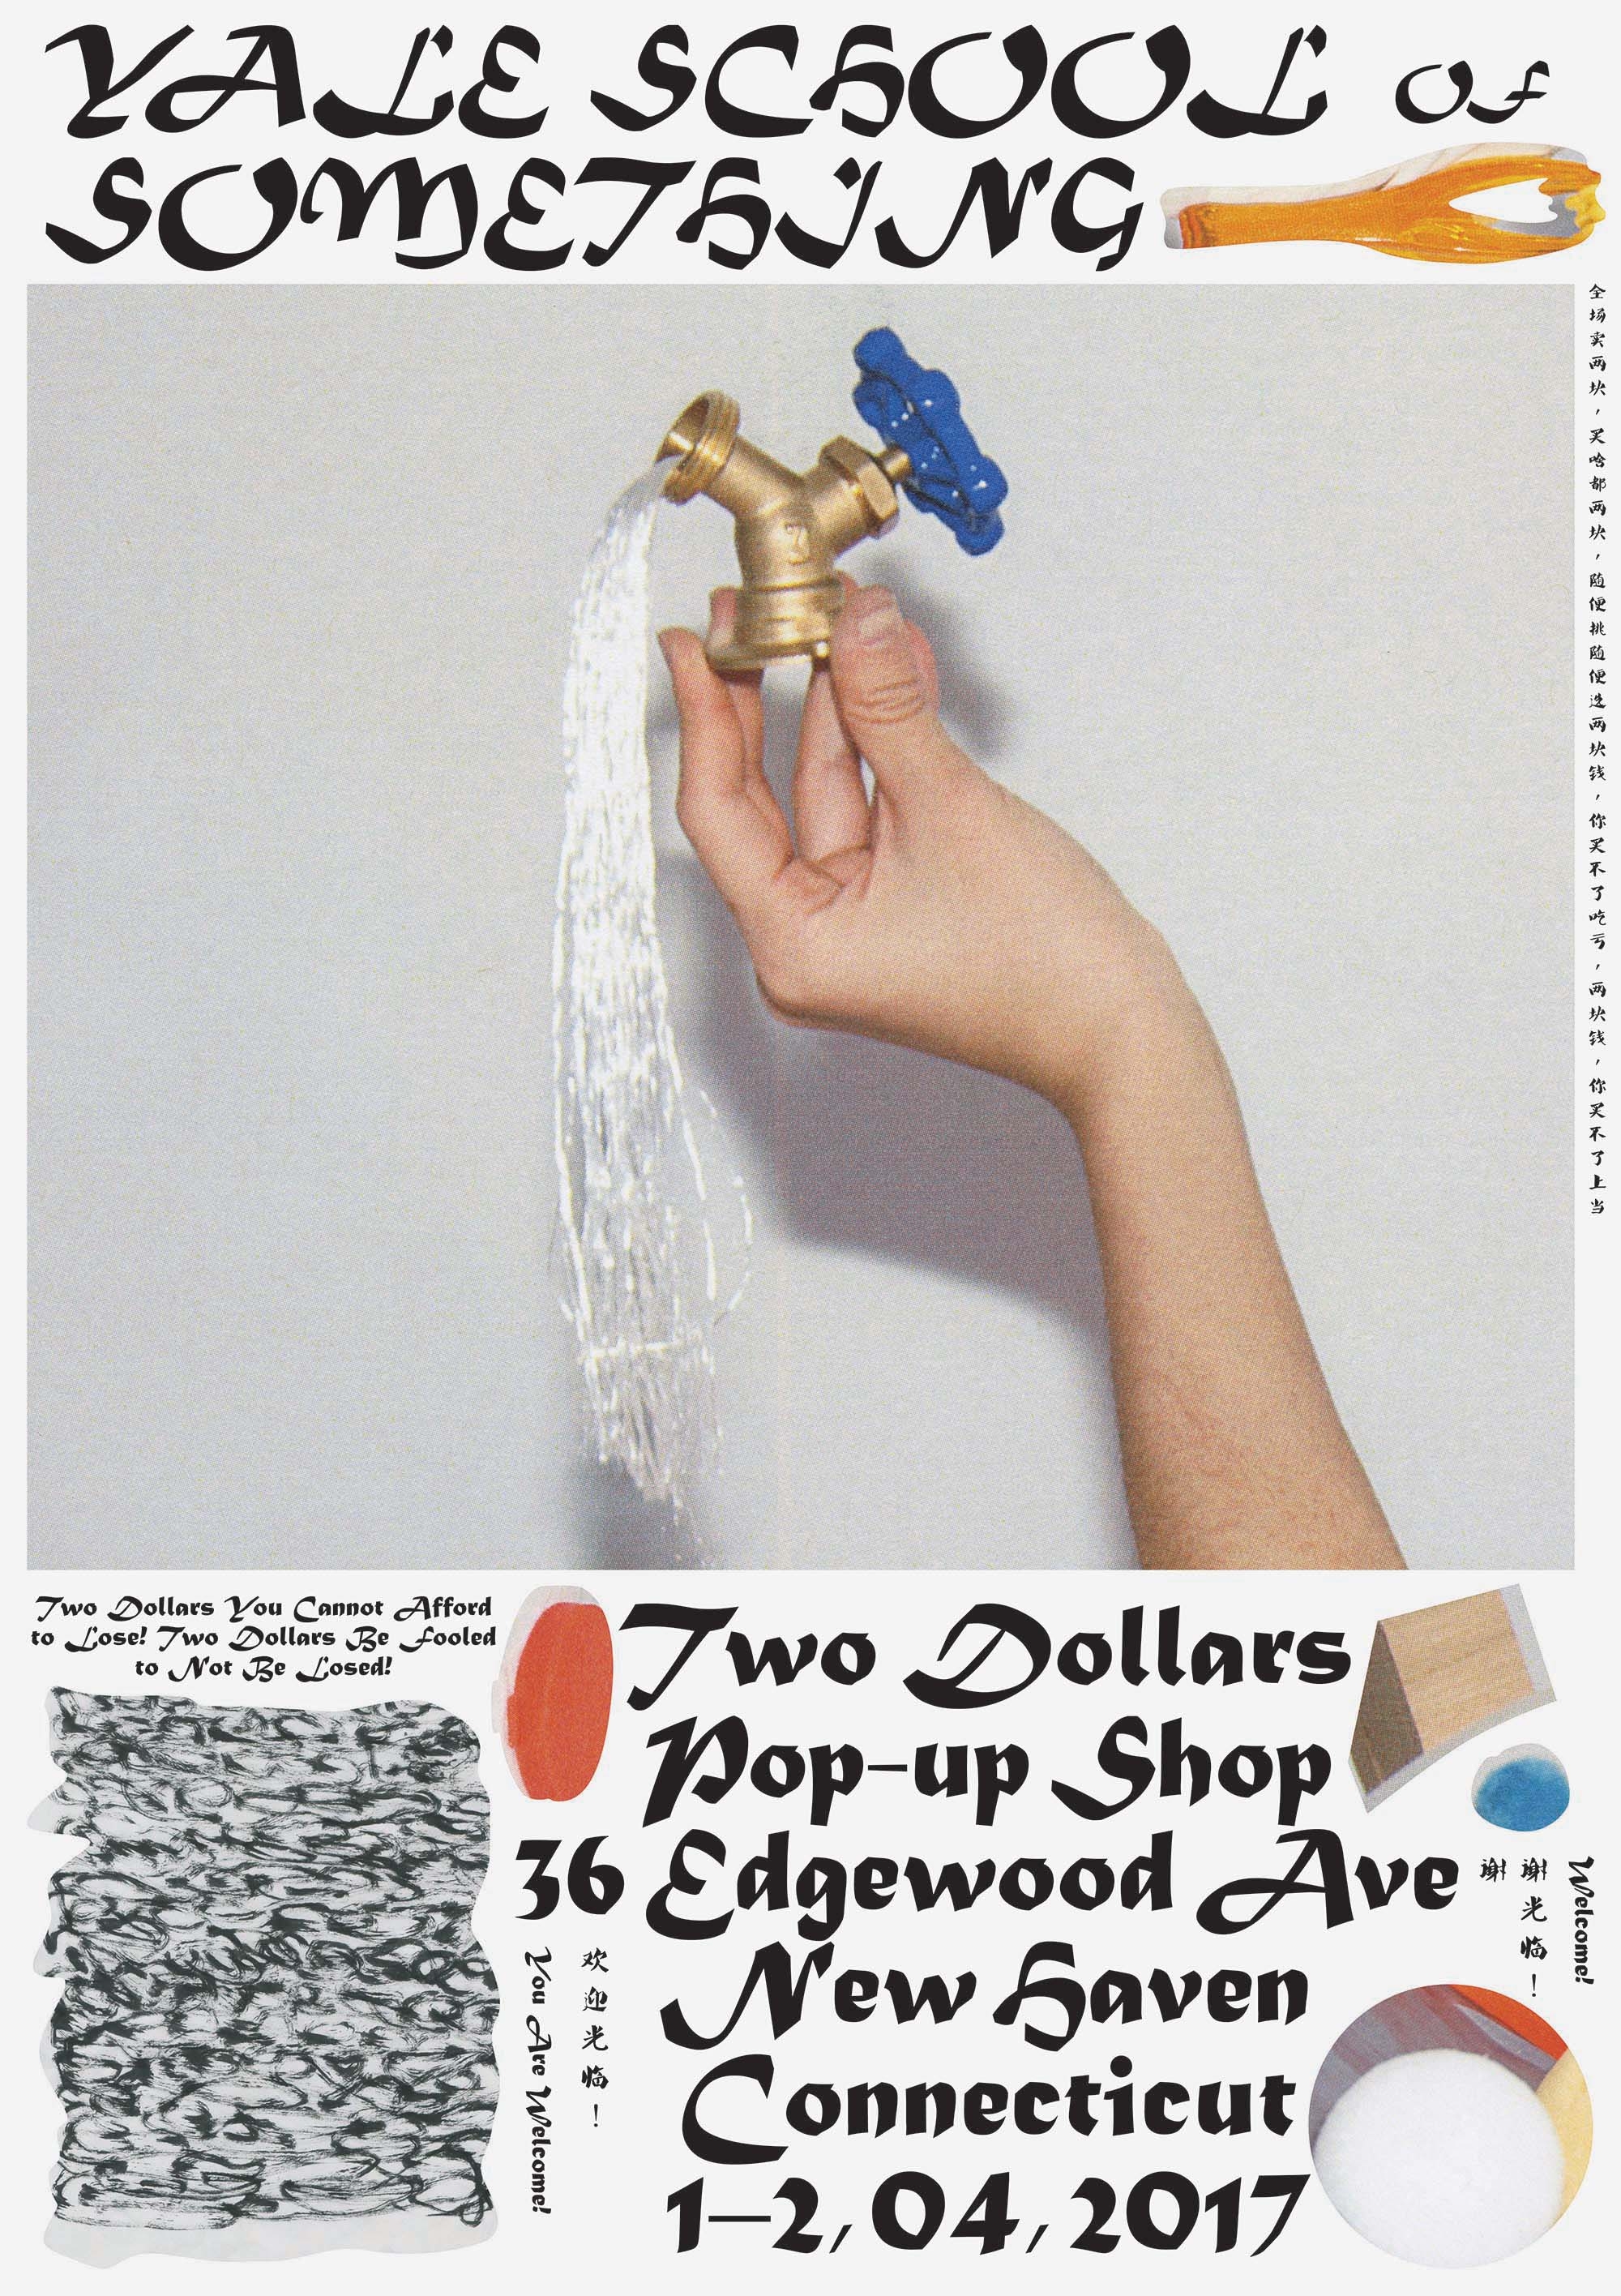 YALE SCHOOL of
SOMETHING
全场卖两块，买啥都两块，随便挑随便选两块钱，你买不了吃亏，两块钱，你买不了上当
Two Dollars You Cannot Afford
to Lose! Two Dollars Be Fooled
to Not Be Losed!
Two Dollars
Pop-up Shop
36 Edgewood Ave
New Haven
Connecticut
1—2, 04, 2017
欢迎光临！
You Are Welcome!
Welcome!
谢光临！
谢